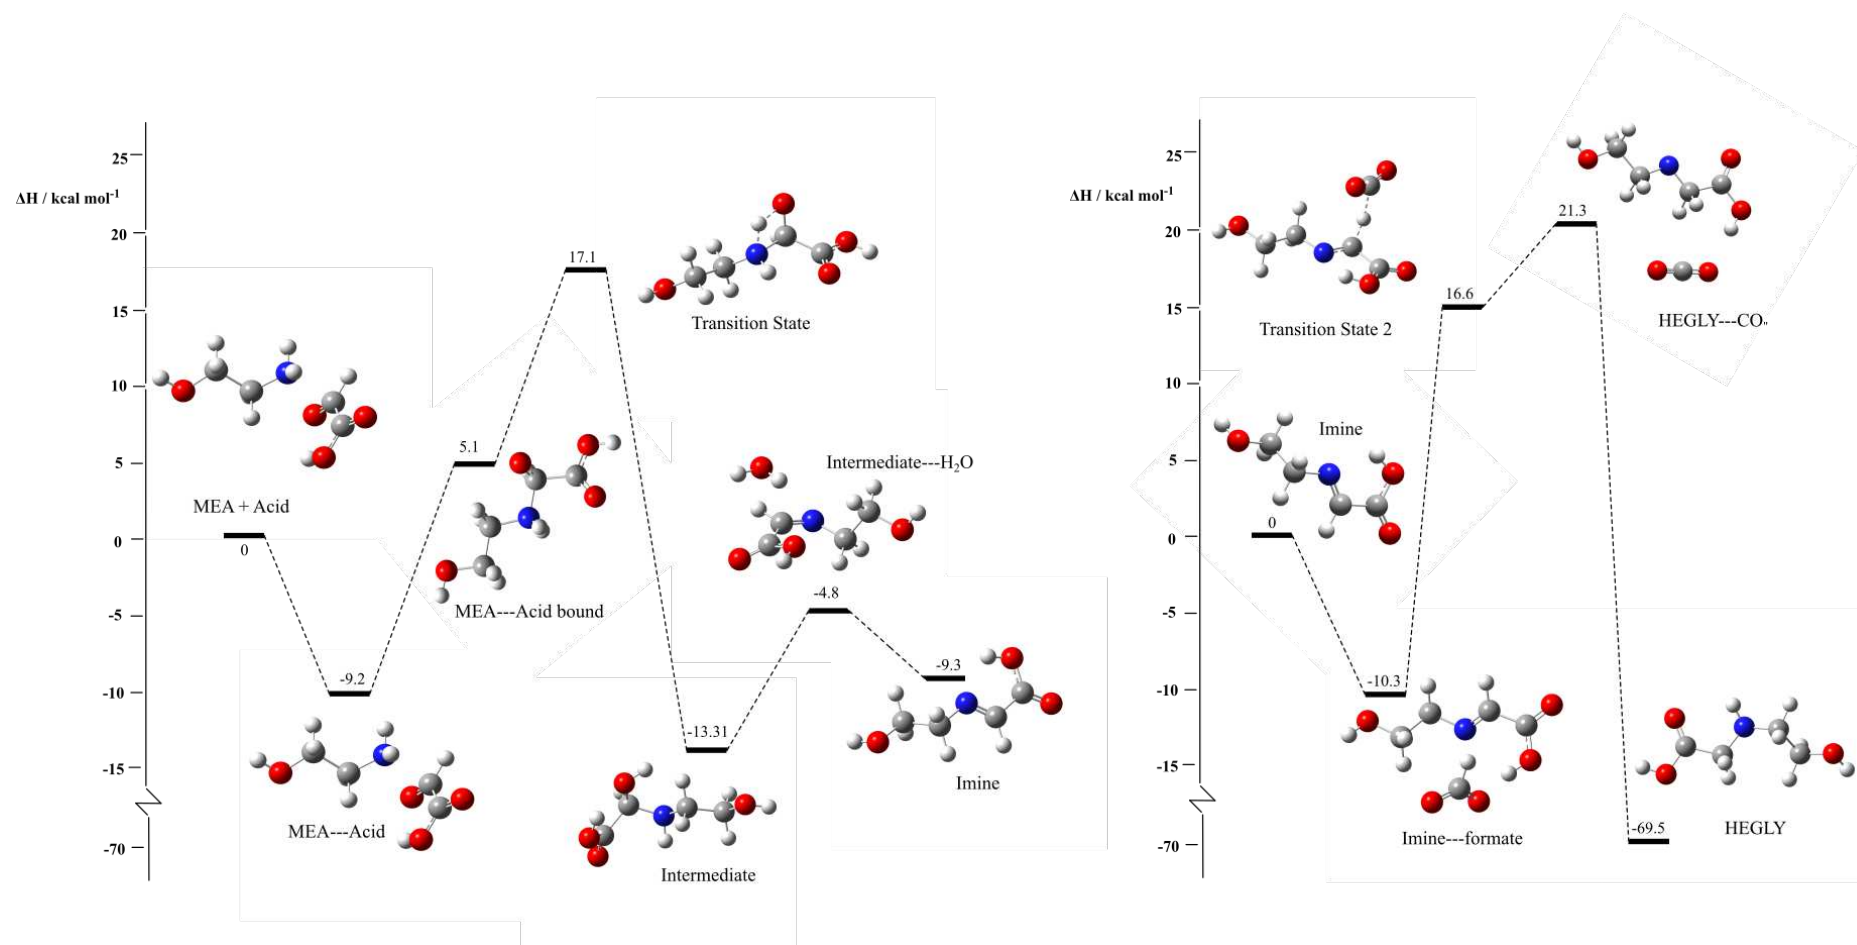 25
ΔH / kcal mol-1
20
15
10
5
0
-5
-10
-15
-70
MEA + Acid
0
-9.2
MEA---Acid
5.1
MEA---Acid bound
17.1
Transition State
-13.31
Intermediate
Intermediate---H2O
-4.8
-9.3
Imine
25
ΔH / kcal mol-1
20
15
10
5
0
-5
-10
-15
-70
Imine
0
-10.3
Imine---formate
Transition State 2
16.6
21.3
HEGLY---CO
-69.5
HEGLY